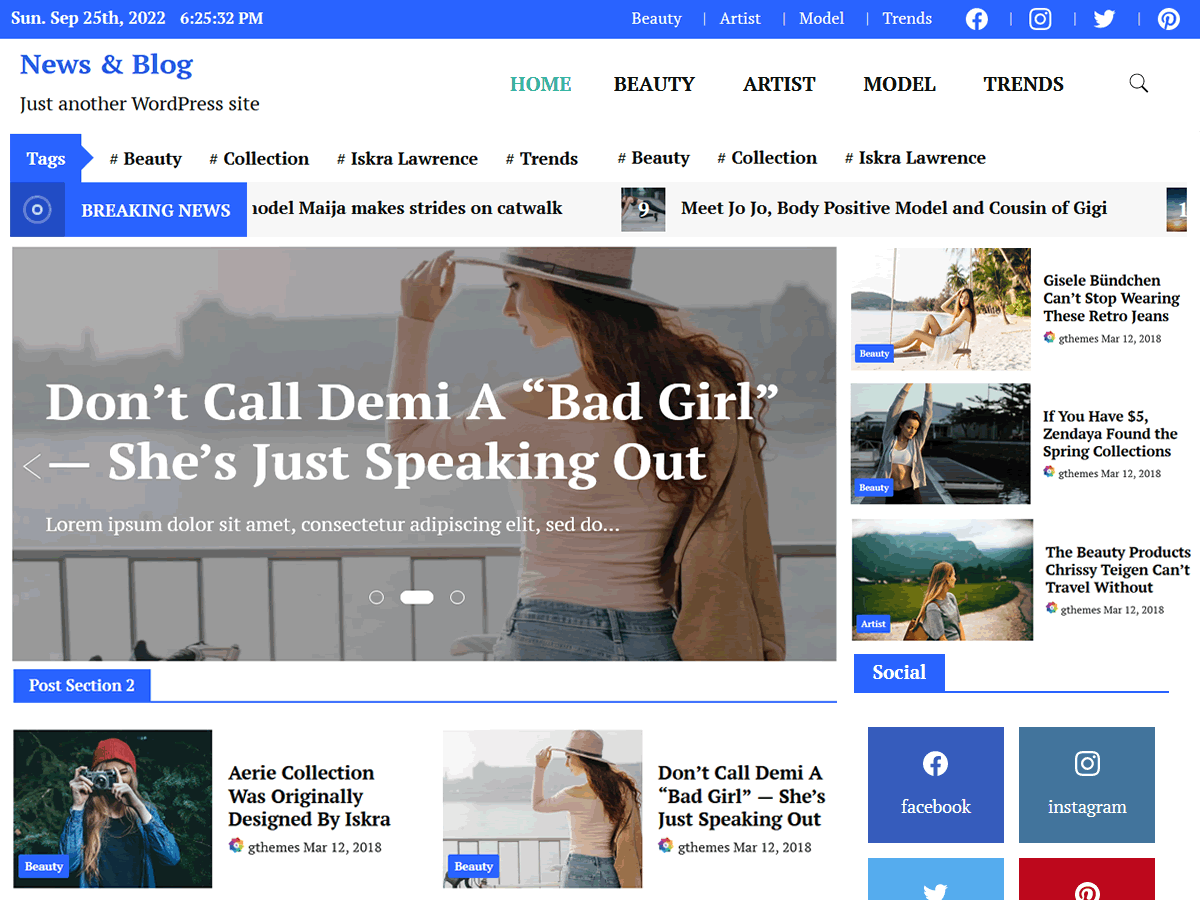 Sun. Sep 25th, 2022 6:25:32 PM
Beauty | Artist | Model | Trends | | |
News & Blog
Just another WordPress site
HOME BEAUTY ARTIST MODEL TRENDS
Tags # Beauty # Collection # Iskra Lawrence # Trends # Beauty # Collection # Iskra Lawrence
BREAKING NEWS odel Maija makes strides on catwalk 9 Meet Jo Jo, Body Positive Model and Cousin of Gigi 1
Don’t Call Demi A “Bad Girl”
— She’s Just Speaking Out
Lorem ipsum dolor sit amet, consectetur adipiscing elit, sed do...
Beauty
Gisele Bündchen
Can’t Stop Wearing
These Retro Jeans
gthemes Mar 12, 2018
Beauty
If You Have $5,
Zendaya Found the
Spring Collections
gthemes Mar 12, 2018
Artist
The Beauty Products
Chrissy Teigen Can’t
Travel Without
gthemes Mar 12, 2018
Post Section 2
Beauty
Aerie Collection
Was Originally
Designed By Iskra
gthemes Mar 12, 2018
Beauty
Don’t Call Demi A
“Bad Girl” — She’s
Just Speaking Out
gthemes Mar 12, 2018
Social
facebook
instagram